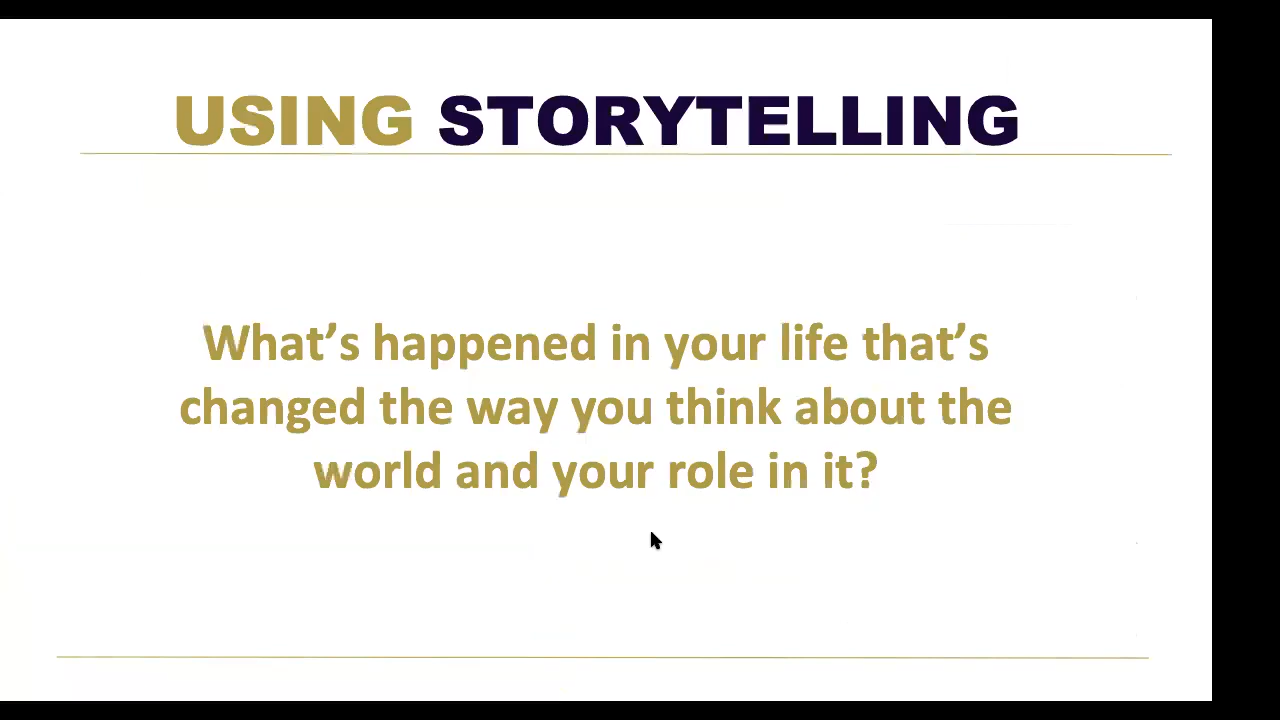 USING STORYTELLING
What’s happened in your life that’s
changed the way you think about the
world and your role in it?